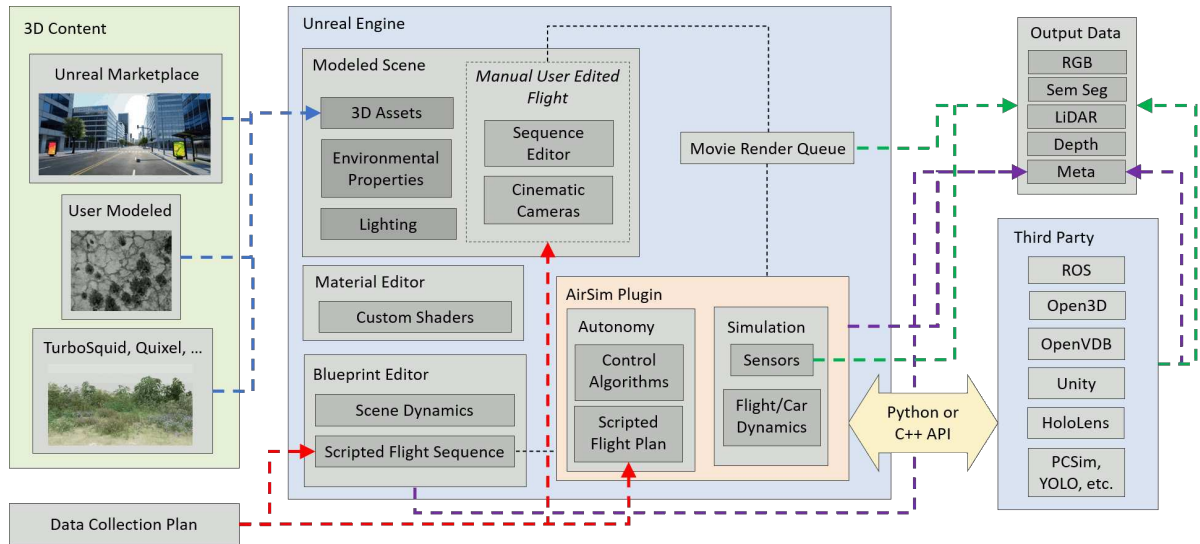 3D Content
Unreal Marketplace
User Modeled
TurboSquid, Quixel, ...
Data Collection Plan
Unreal Engine
Modeled Scene
3D Assets
Environmental
Properties
Lighting
Manual User Edited
Flight
Sequence
Editor
Cinematic
Cameras
Material Editor
Custom Shaders
Blueprint Editor
Scene Dynamics
Scripted Flight Sequence
Movie Render Queue
AirSim Plugin
Autonomy
Control
Algorithms
Scripted
Flight Plan
Simulation
Sensors
Flight/Car
Dynamics
Python or
C++ API
Output Data
RGB
Sem Seg
LiDAR
Depth
Meta
Third Party
ROS
Open3D
OpenVDB
Unity
HoloLens
PCSim,
YOLO, etc.